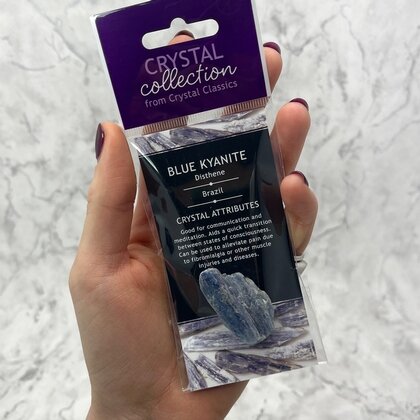 CRYSTAL
collection
from Crystal Classics
BLUE KYANITE
Disthene
Brazil
CRYSTAL ATTRIBUTES
Good for communication and
meditation. Aids a quick transition
between states of consciousness.
Can be used to alleviate pain due
to fibromialgia or other muscle
injuries and diseases.